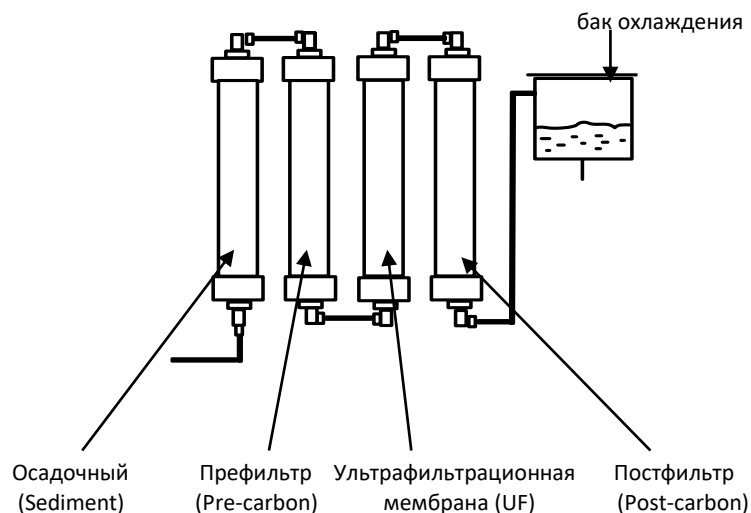 бак охлаждения
Осадочный
(Sediment)
Префильтр
(Pre-carbon)
Ультрафильтрационная
мембрана (UF)
Постфильтр
(Post-carbon)